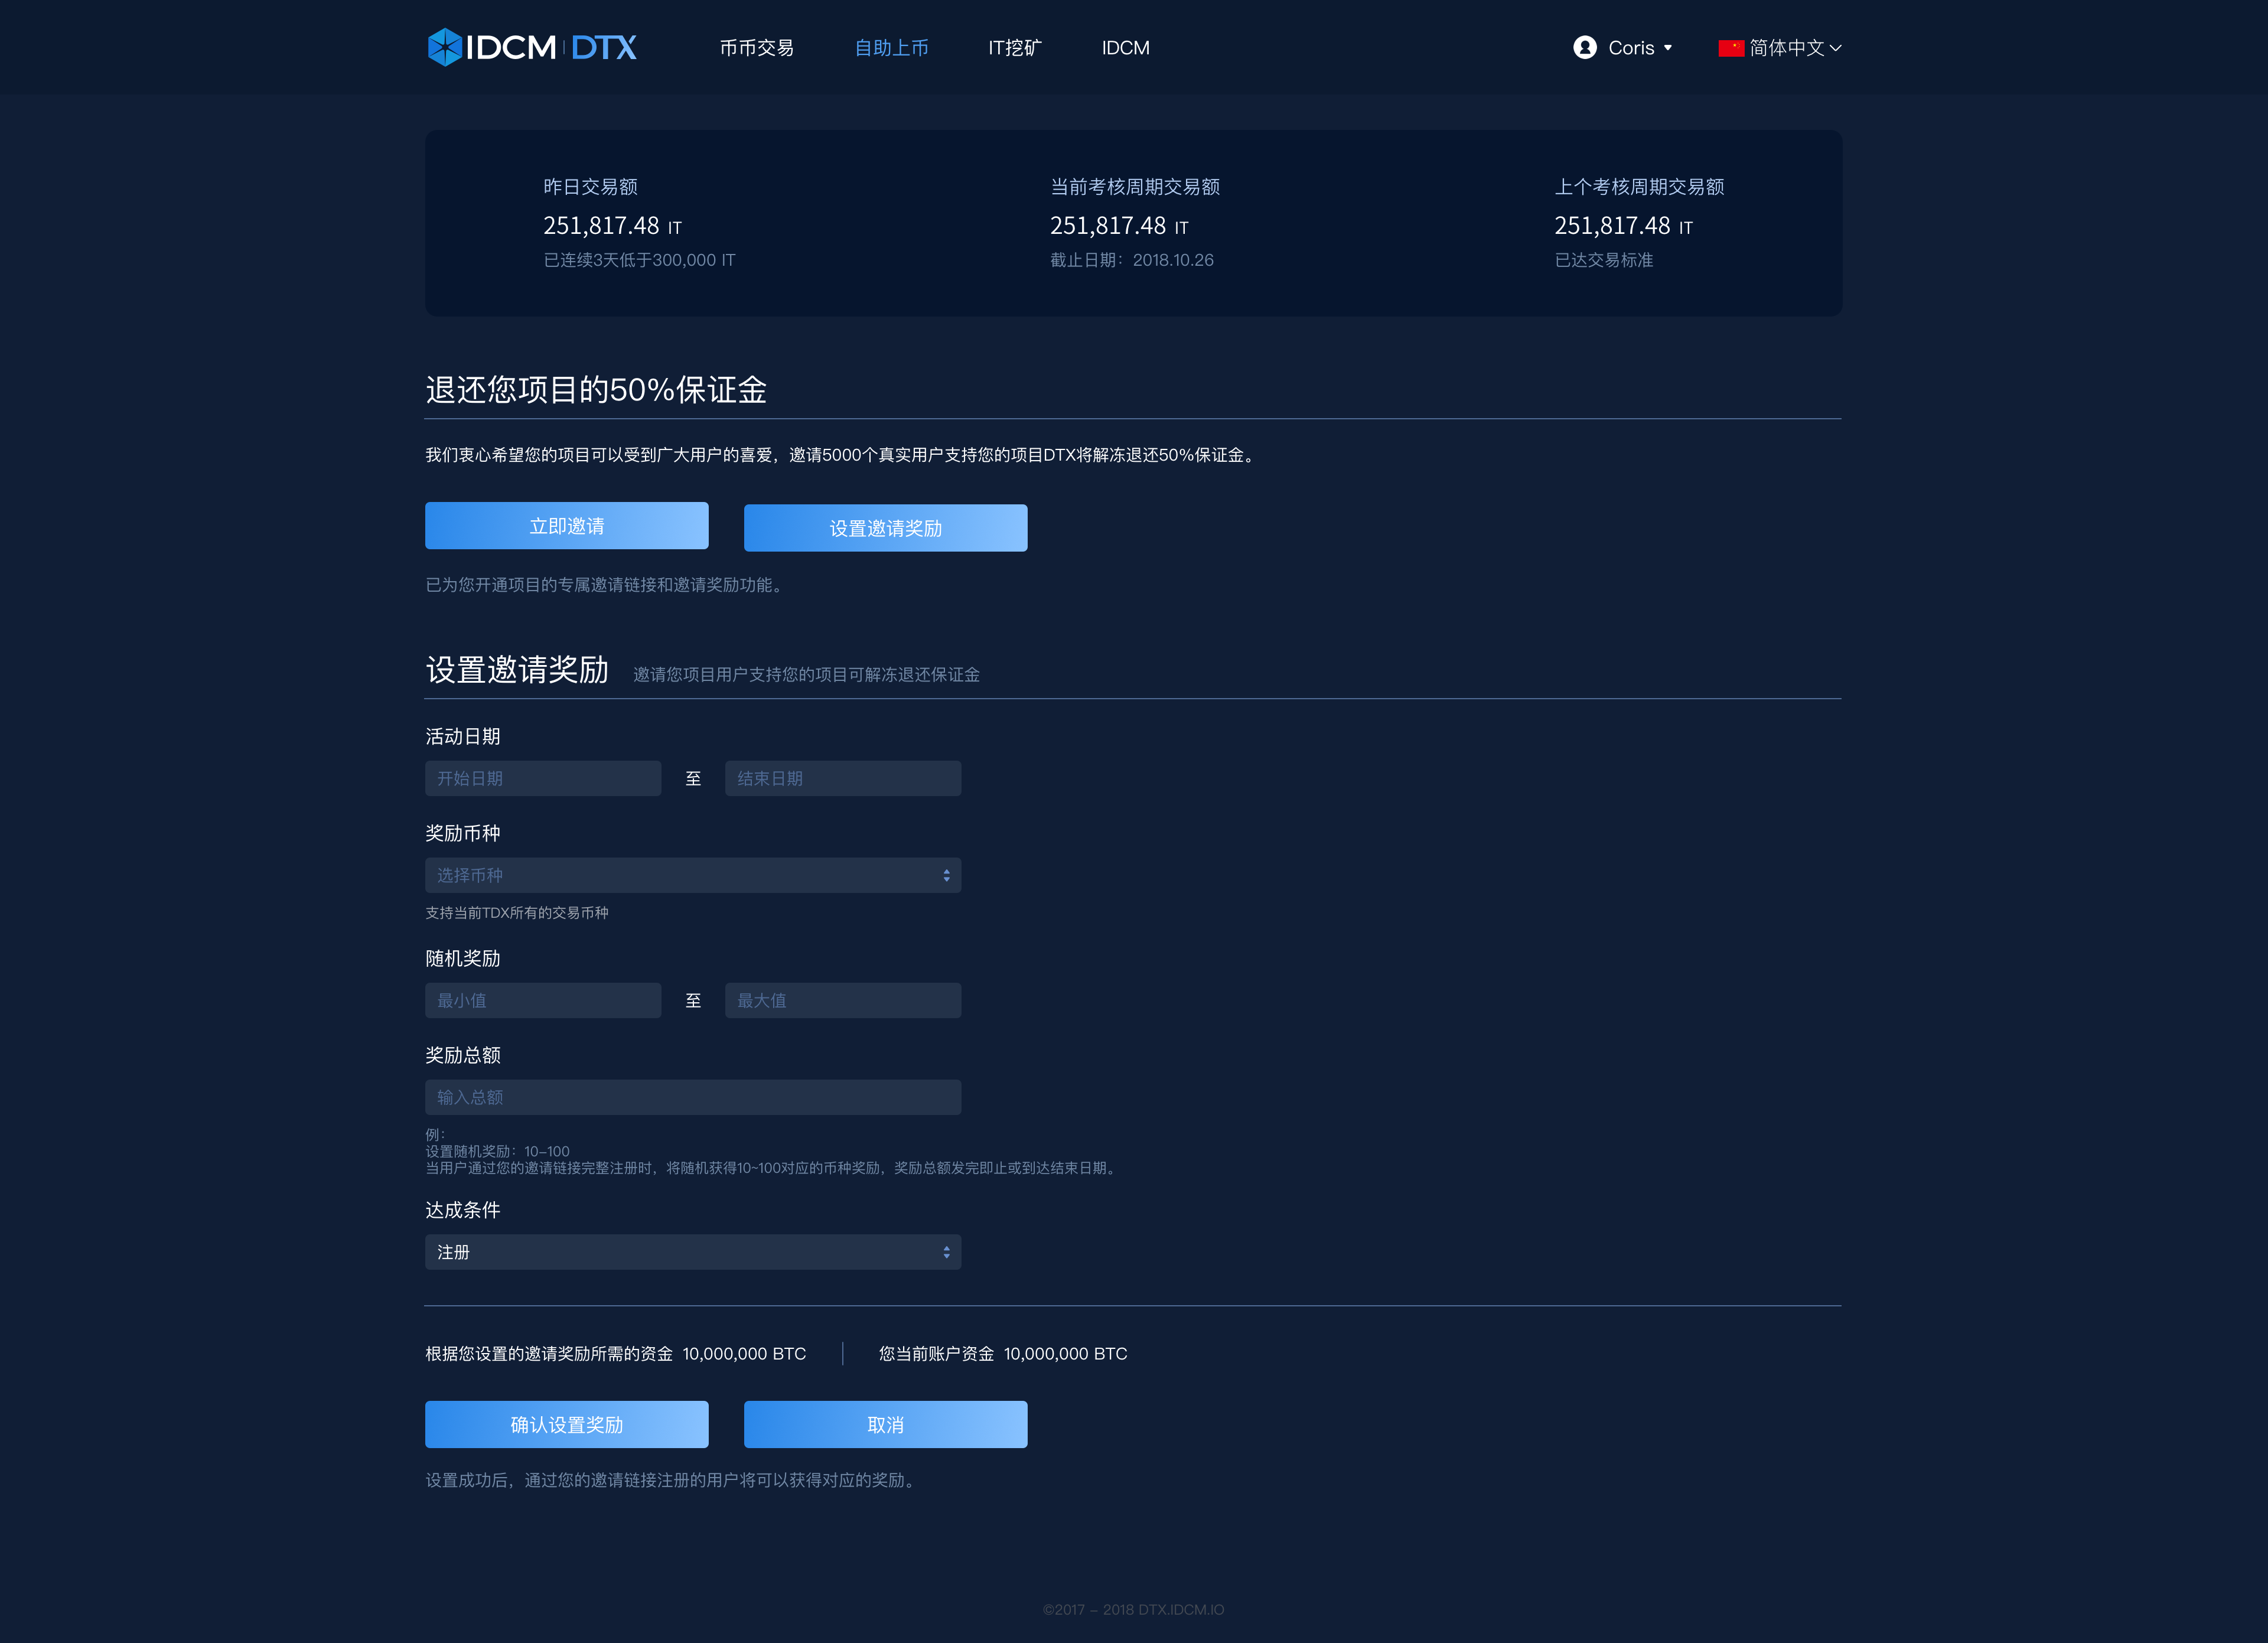 IDCM | DTX
币币交易 自助上币 IT挖矿 IDCM Coris 简体中文
昨日交易额 当前考核周期交易额 上个考核周期交易额
251,817.48 IT 251,817.48 IT 251,817.48 IT
已连续3天低于300,000 IT 截止日期：2018.10.26 已达交易标准
退还您项目的50%保证金
我们衷心希望您的项目可以受到广大用户的喜爱，邀请5000个真实用户支持您的项目DTX将解冻退还50%保证金。
立即邀请 设置邀请奖励
已为您开通项目的专属邀请链接和邀请奖励功能。
设置邀请奖励 邀请您项目用户支持您的项目可解冻退还保证金
活动日期
开始日期 至 结束日期
奖励币种
选择币种
支持当前TDX所有的交易币种
随机奖励
最小值 至 最大值
奖励总额
输入总额
例：
设置随机奖励：10-100
当用户通过您的邀请链接完整注册时，将随机获得10~100对应的币种奖励，奖励总额发完即止或到达结束日期。
达成条件
注册
根据您设置的邀请奖励所需的资金 10,000,000 BTC 您当前账户资金 10,000,000 BTC
确认设置奖励 取消
设置成功后，通过您的邀请链接注册的用户将可以获得对应的奖励。
©2017 - 2018 DTX.IDCM.IO